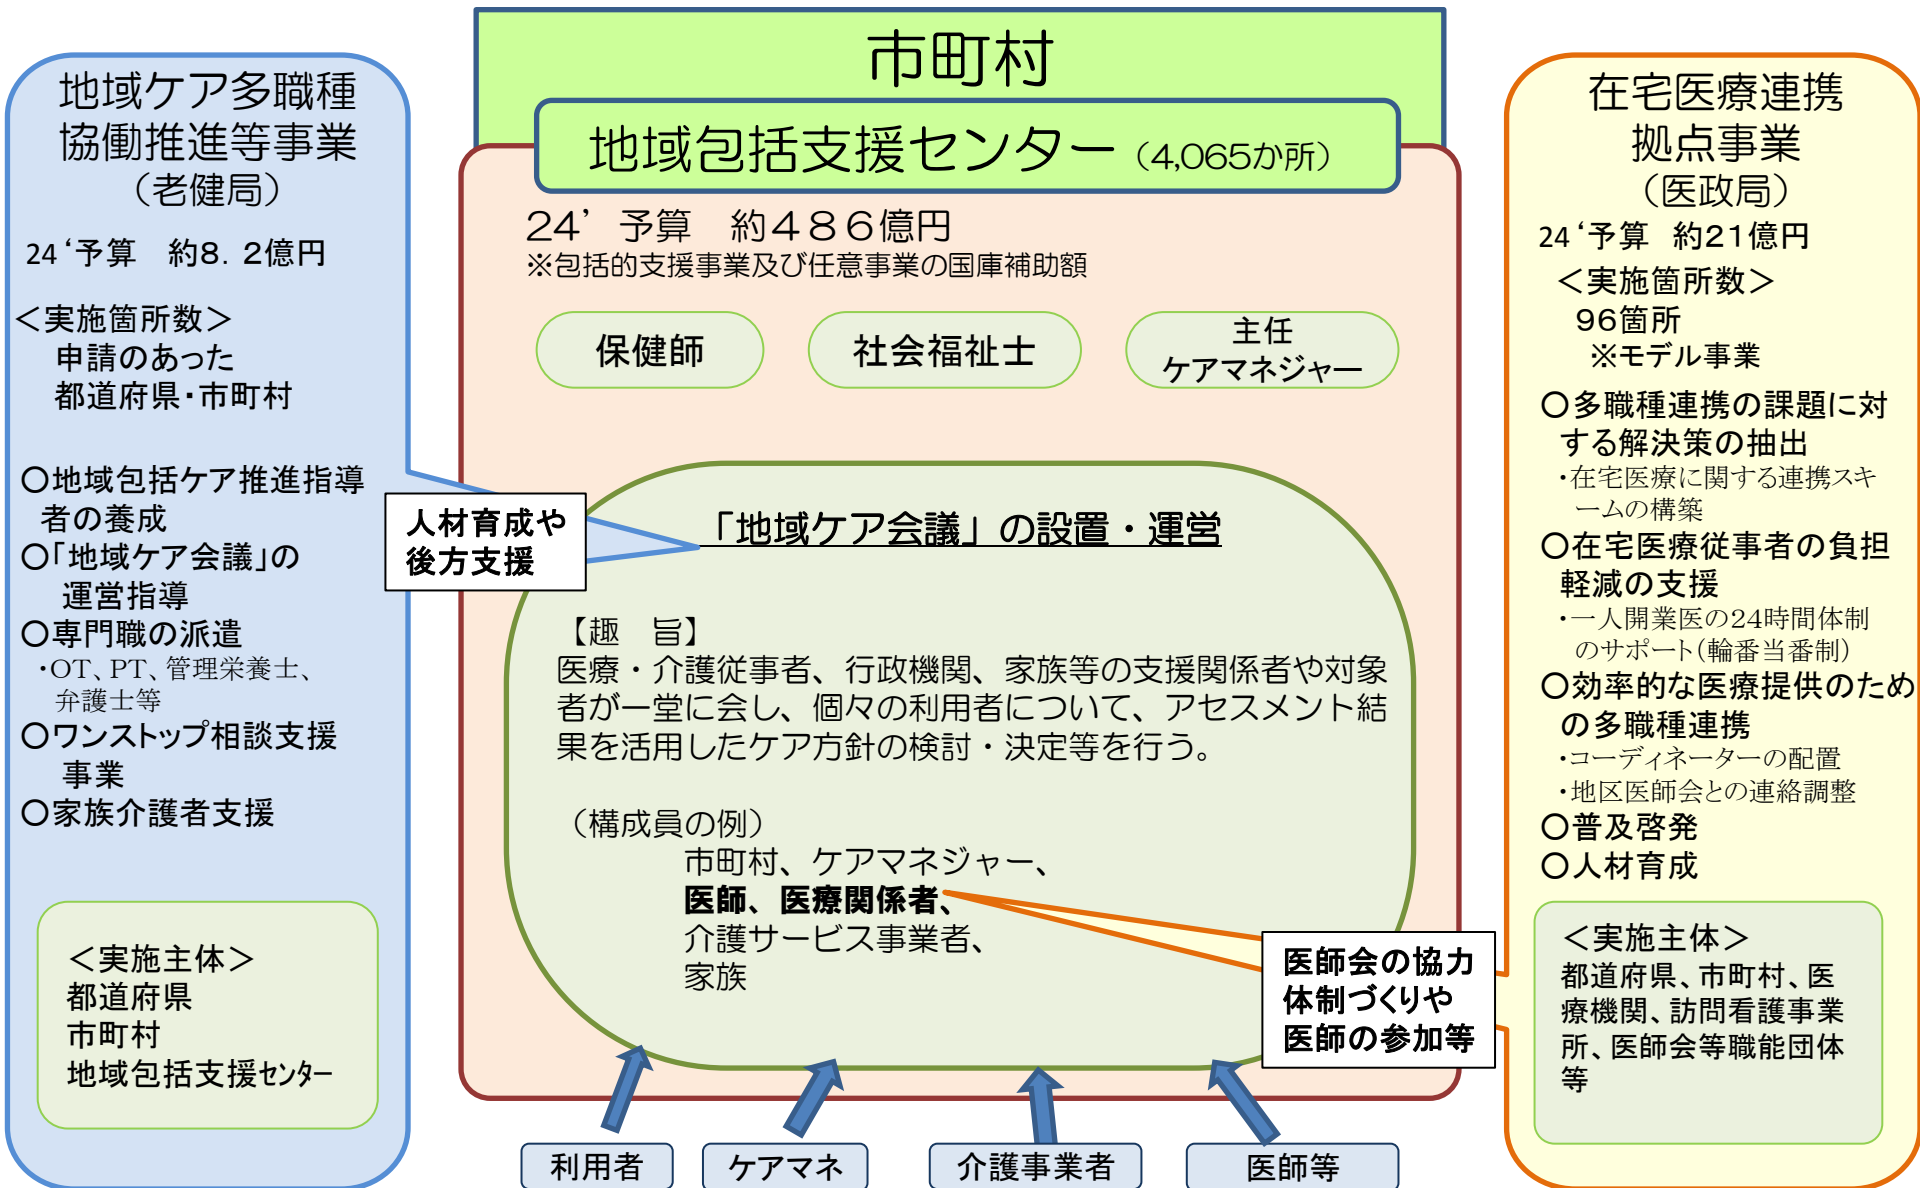 市町村
地域包括支援センター（4,065か所）
地域ケア多職種
協働推進等事業
（老健局）
24‘予算　約8．2億円
＜実施箇所数＞
申請のあった
都道府県・市町村
○地域包括ケア推進指導
者の養成
○「地域ケア会議」の
運営指導
○専門職の派遣
・OT、PT、管理栄養士、
弁護士等
○ワンストップ相談支援
事業
○家族介護者支援
＜実施主体＞
都道府県
市町村
地域包括支援センター
24’予算　約４８６億円
※包括的支援事業及び任意事業の国庫補助額
保健師
社会福祉士
主任
ケアマネジャー
人材育成や
後方支援
「地域ケア会議」の設置・運営
【趣　旨】
医療・介護従事者、行政機関、家族等の支援関係者や対象
者が一堂に会し、個々の利用者について、アセスメント結
果を活用したケア方針の検討・決定等を行う。
（構成員の例）
市町村、ケアマネジャー、
医師、医療関係者、
介護サービス事業者、
家族
医師会の協力
体制づくりや
医師の参加等
利用者
ケアマネ
介護事業者
医師等
在宅医療連携
拠点事業
（医政局）
24‘予算　約21億円
＜実施箇所数＞
96箇所
※モデル事業
○多職種連携の課題に対
する解決策の抽出
・在宅医療に関する連携スキ
ームの構築
○在宅医療従事者の負担
軽減の支援
・一人開業医の24時間体制
のサポート（輪番当番制）
○効率的な医療提供のため
の多職種連携
・コーディネーターの配置
・地区医師会との連絡調整
○普及啓発
○人材育成
＜実施主体＞
都道府県、市町村、医
療機関、訪問看護事業
所、医師会等職能団体
等